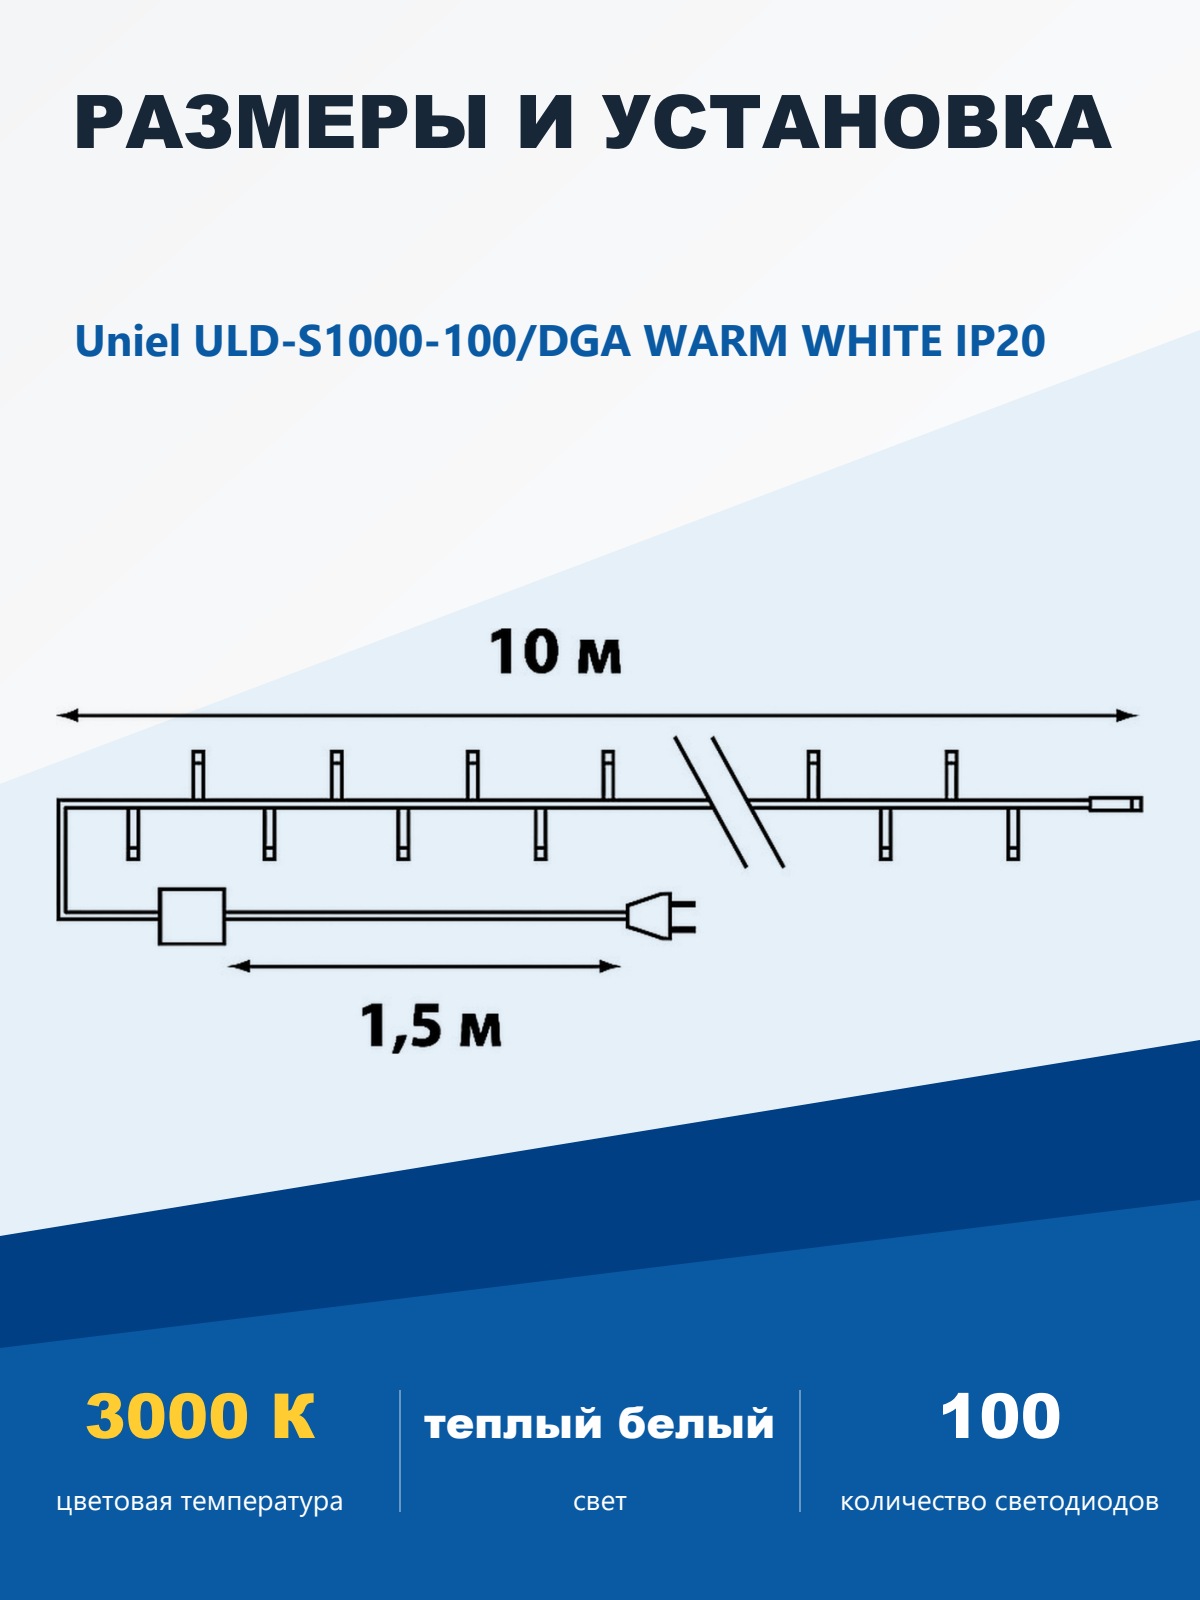 РАЗМЕРЫ И УСТАНОВКА
Uniel ULD-S1000-100/DGA WARM WHITE IP20
10 м
1,5 м
3000 К
цветовая температура
теплый белый
свет
100
количество светодиодов